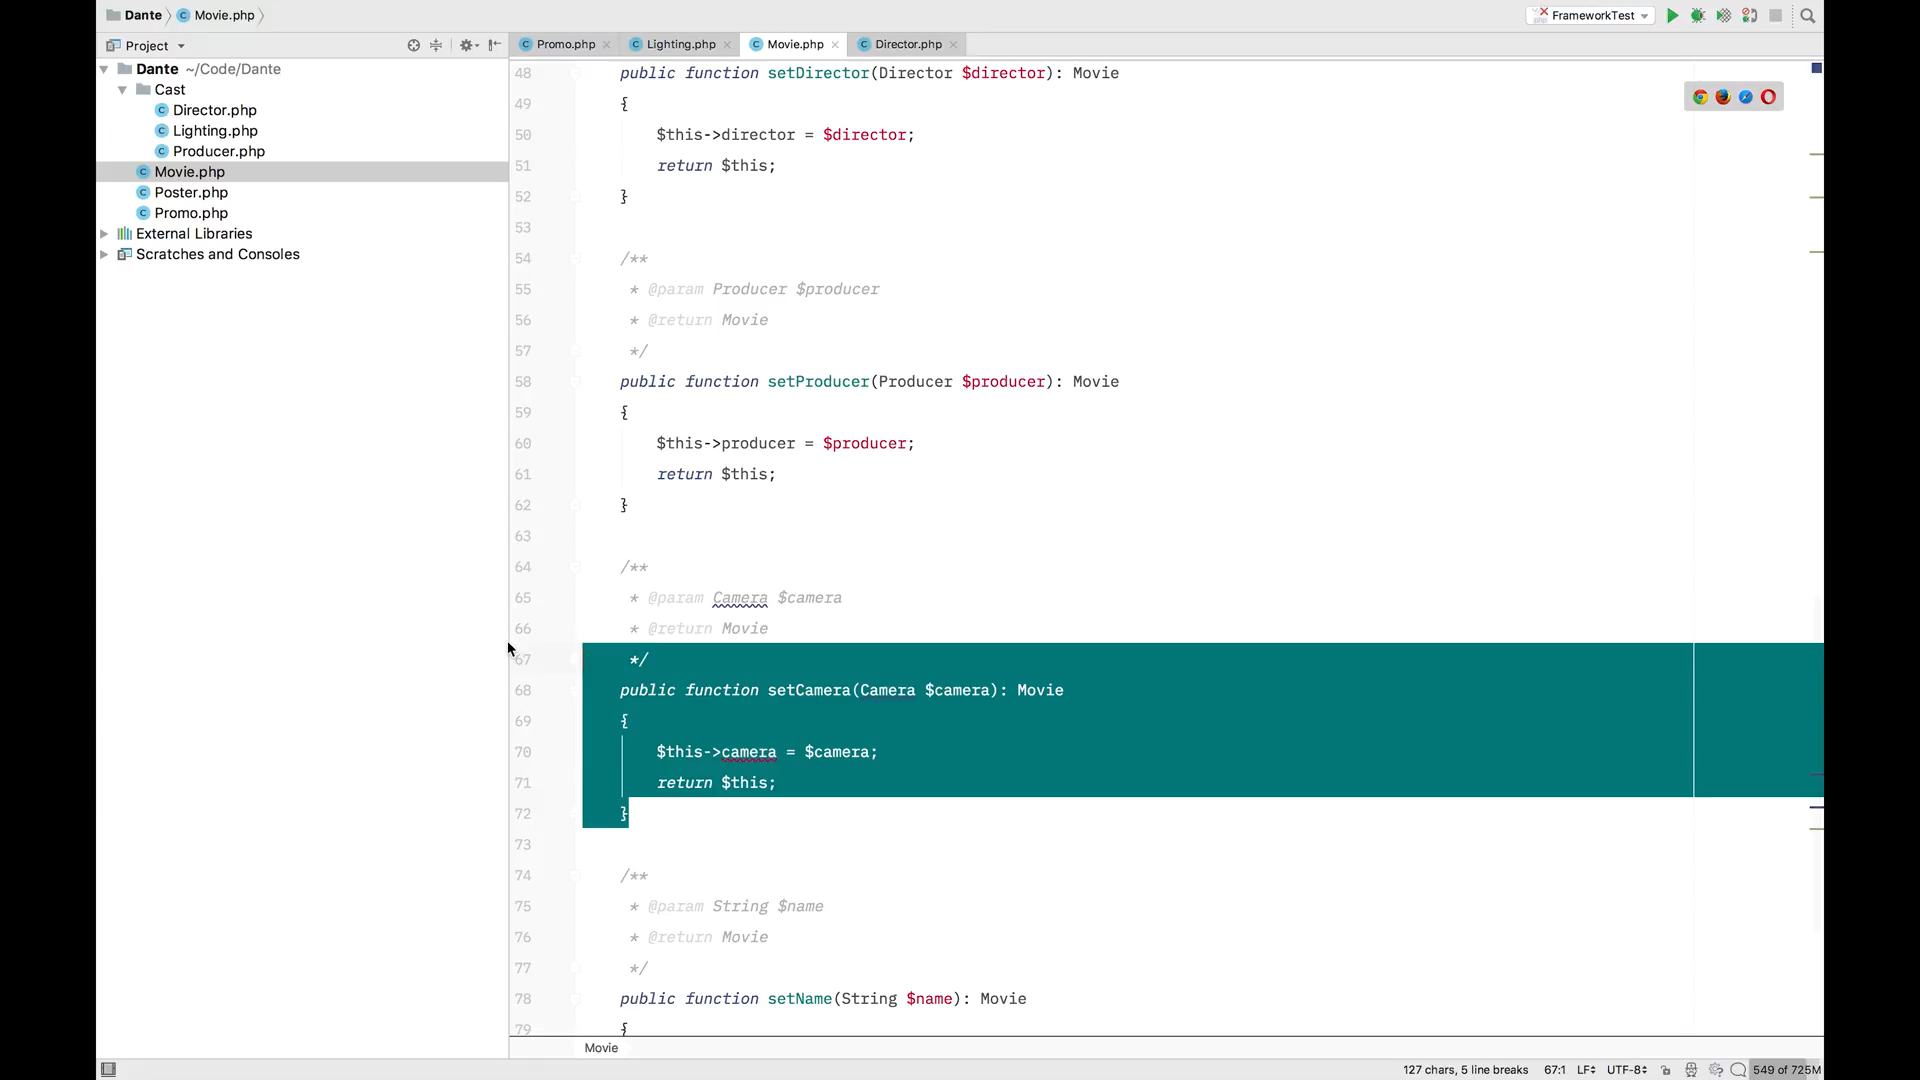 Dante Movie.php
FrameworkTest
Project
Promo.php Lighting.php Movie.php Director.php
Dante ~/Code/Dante
Cast
Director.php
Lighting.php
Producer.php
Movie.php
Poster.php
Promo.php
External Libraries
Scratches and Consoles
48 public function setDirector(Director $director): Movie
49 {
50 $this->director = $director;
51 return $this;
52 }
53
54 /**
55 * @param Producer $producer
56 * @return Movie
57 */
58 public function setProducer(Producer $producer): Movie
59 {
60 $this->producer = $producer;
61 return $this;
62 }
63
64 /**
65 * @param Camera $camera
66 * @return Movie
67 */
68 public function setCamera(Camera $camera): Movie
69 {
70 $this->camera = $camera;
71 return $this;
72 }
73
74 /**
75 * @param String $name
76 * @return Movie
77 */
78 public function setName(String $name): Movie
79 {
Movie
127 chars, 5 line breaks 67:1 LF UTF-8 549 of 725M